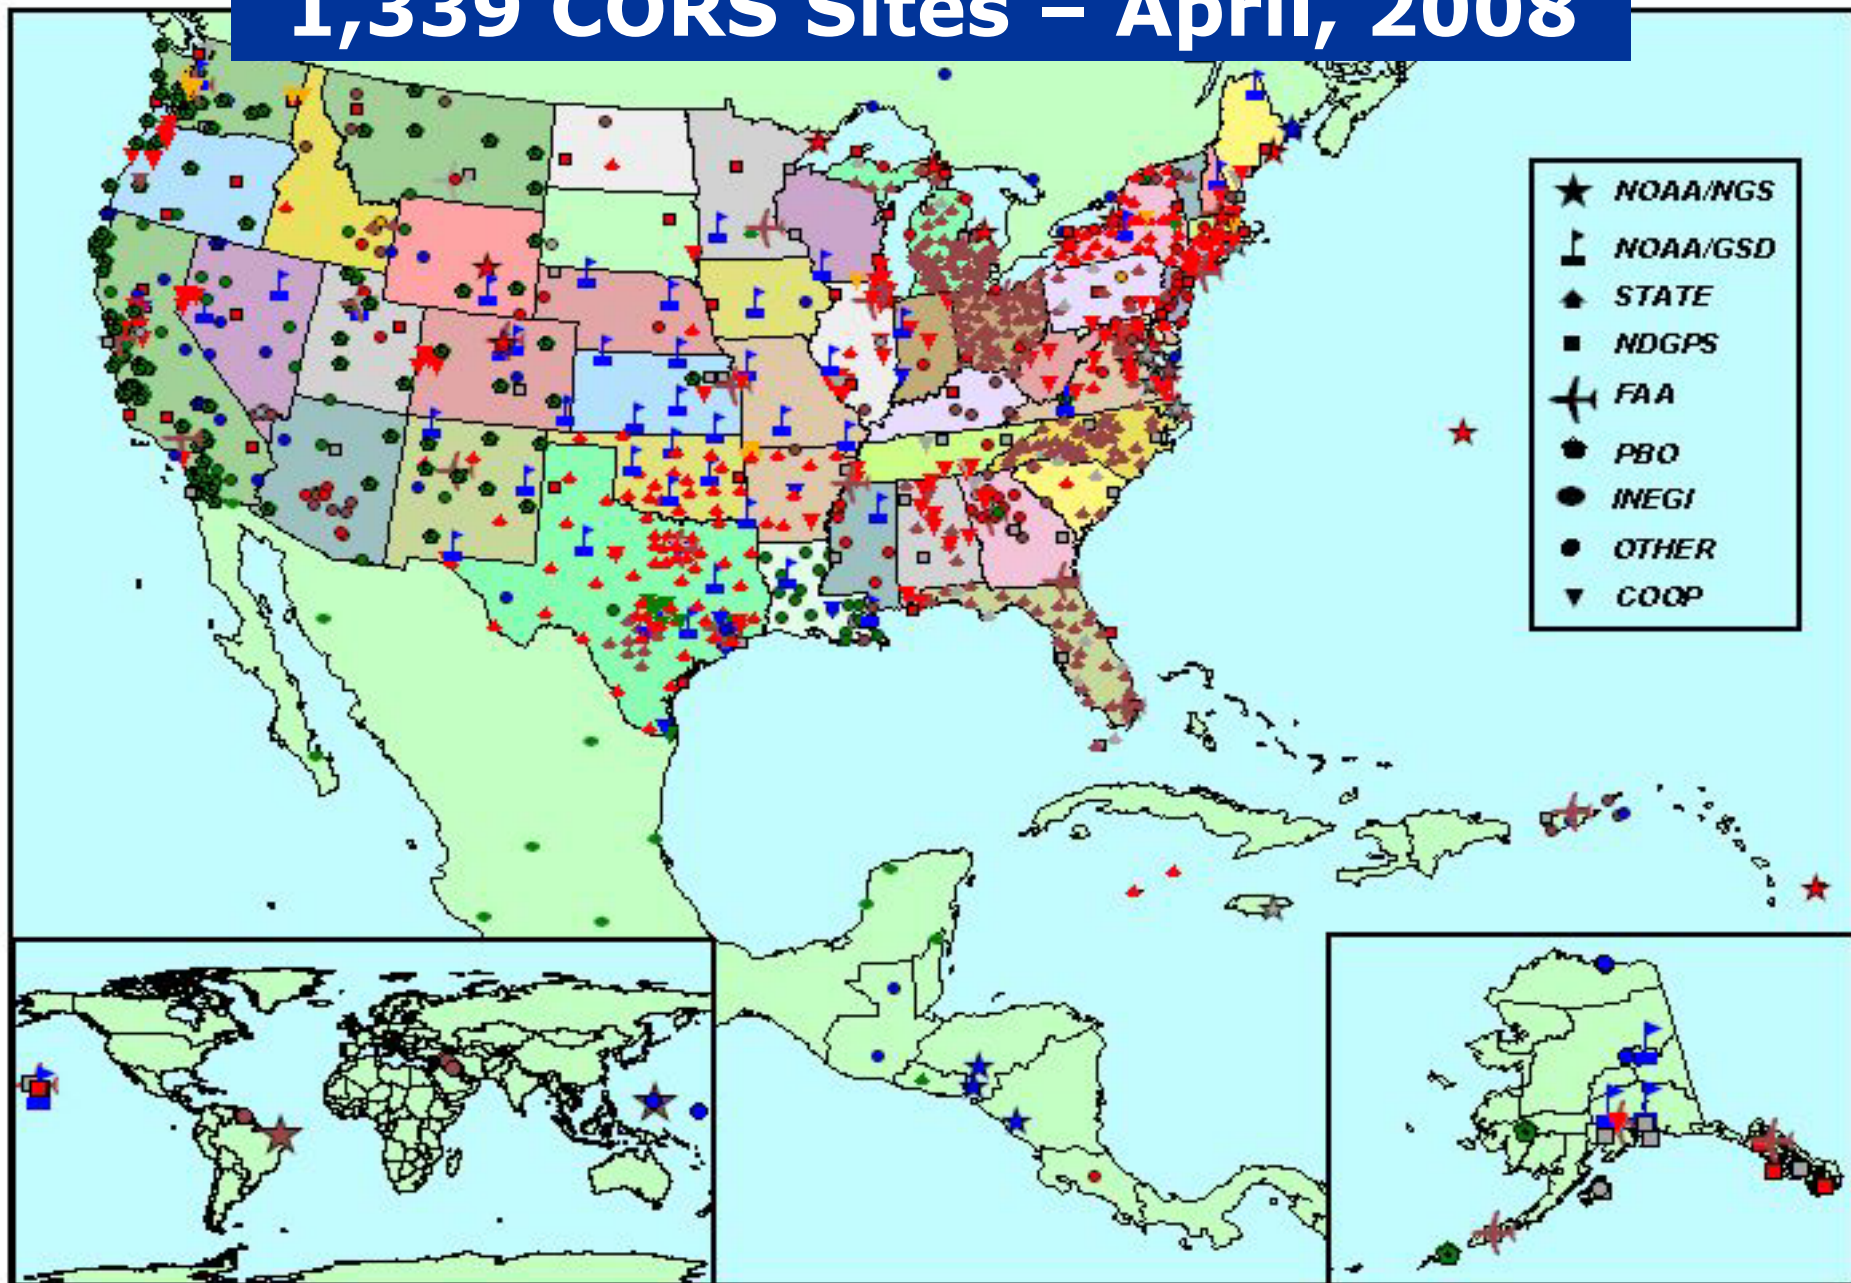 1,339 CORS Sites – April, 2008
NOAA/NGS
NOAA/GSD
STATE
NDGPS
FAA
PBO
INEGI
OTHER
COOP